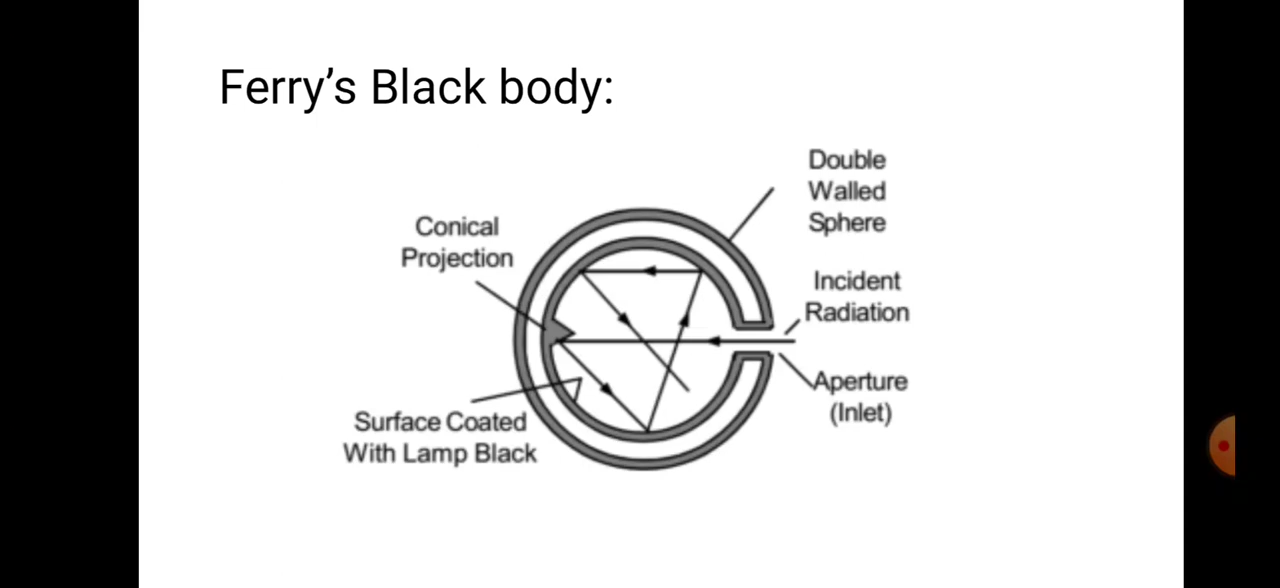 Ferry’s Black body:
Double
Walled
Sphere
Conical
Projection
Incident
Radiation
Aperture
(Inlet)
Surface Coated
With Lamp Black